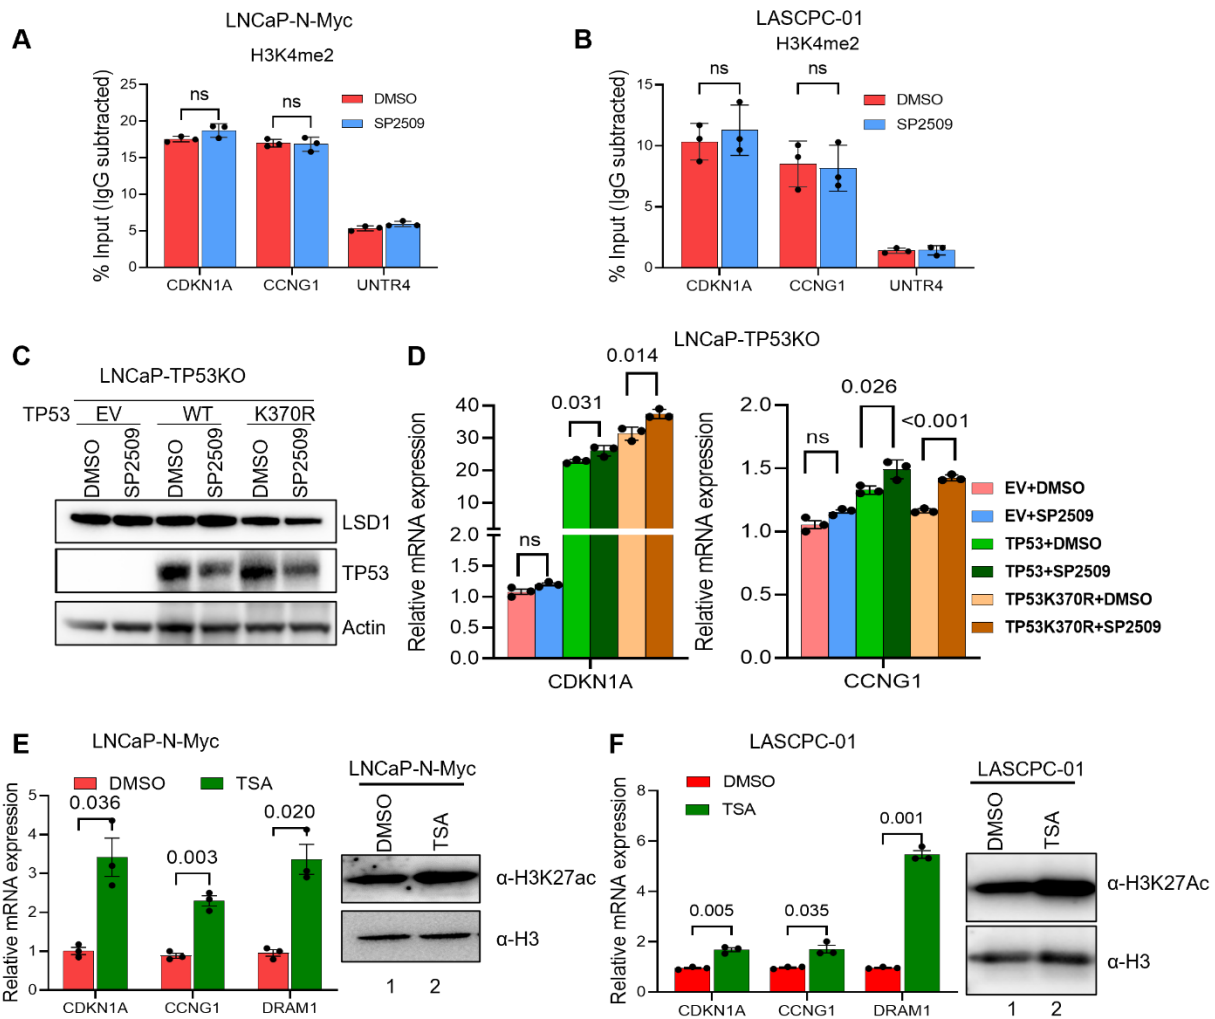 A
LNCaP-N-Myc
H3K4me2
% Input (IgG subtracted)
25
20
15
10
5
0
ns
ns
DMSO
SP2509
CDKN1A
CCNG1
UNTR4
B
LASCPC-01
H3K4me2
% Input (IgG subtracted)
15
10
5
0
ns
ns
DMSO
SP2509
CDKN1A
CCNG1
UNTR4
C
LNCaP-TP53KO
TP53 EV WT K370R
DMSO SP2509 DMSO SP2509 DMSO SP2509
LSD1
TP53
Actin
D
LNCaP-TP53KO
Relative mRNA expression
40
30
20
2.0
1.5
1.0
0.5
0.0
ns
0.031
0.014
CDKN1A
Relative mRNA expression
2.0
1.5
1.0
0.5
0.0
ns
0.026
<0.001
CCNG1
EV+DMSO
EV+SP2509
TP53+DMSO
TP53+SP2509
TP53K370R+DMSO
TP53K370R+SP2509
E
LNCaP-N-Myc
DMSO TSA
Relative mRNA expression
5
4
3
2
1
0
0.036
0.003
0.020
CDKN1A
CCNG1
DRAM1
LNCaP-N-Myc
DMSO TSA
α-H3K27ac
α-H3
1 2
F
LASCPC-01
DMSO
TSA
Relative mRNA expression
8
6
4
2
0
0.005
0.035
0.001
CDKN1A
CCNG1
DRAM1
LASCPC-01
DMSO TSA
α-H3K27Ac
α-H3
1 2